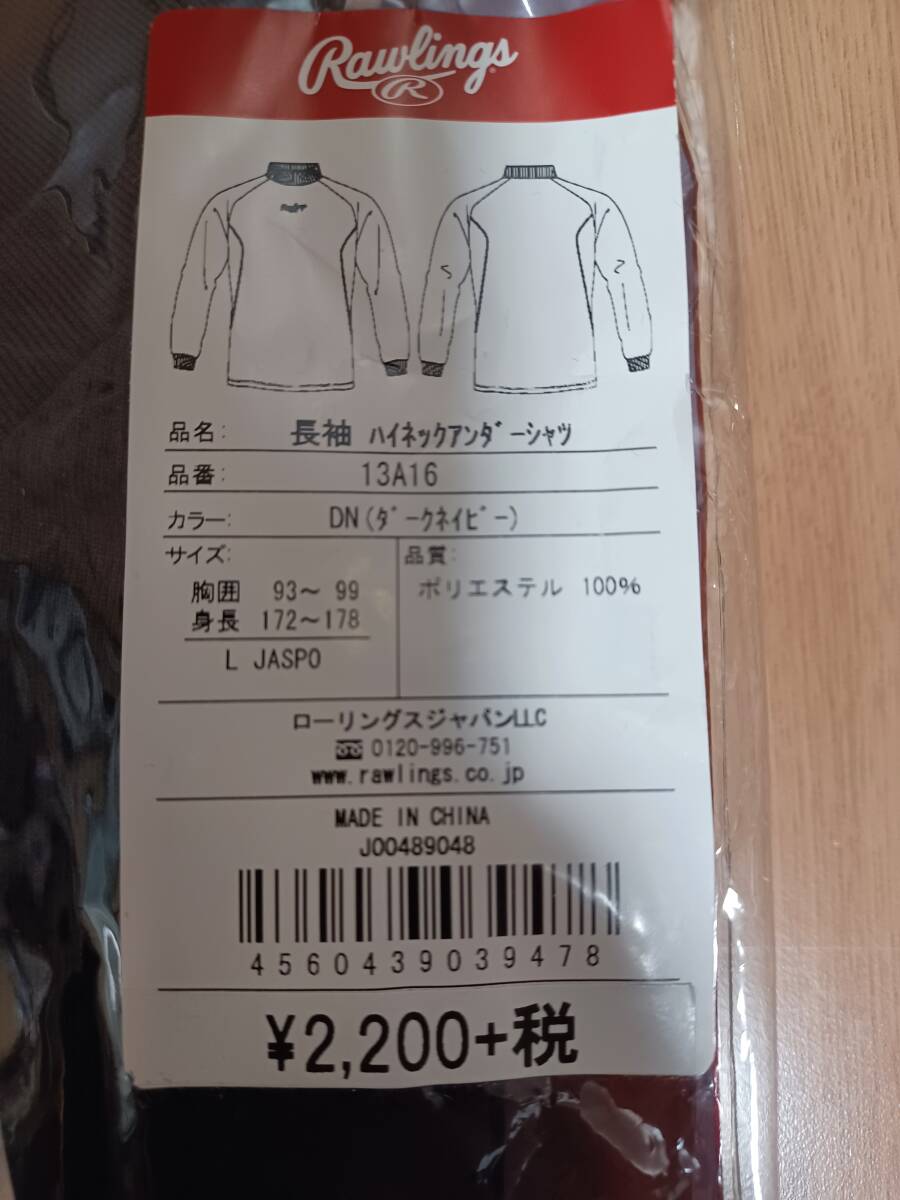 Rawlings
R
品名: 長袖 ﾊｲﾈｯｸｱﾝﾀﾞｰｼｬﾂ
品番: 13A16
カラー: DN(ﾀﾞｰｸﾈｲﾋﾞｰ)
サイズ:
胸囲 93～ 99
身長 172～178
L JASPO
品質:
ポリエステル 100%
ローリングスジャパンLLC
0120-996-751
www.rawlings.co.jp
MADE IN CHINA
J00489048
4560439039478
¥2,200+税